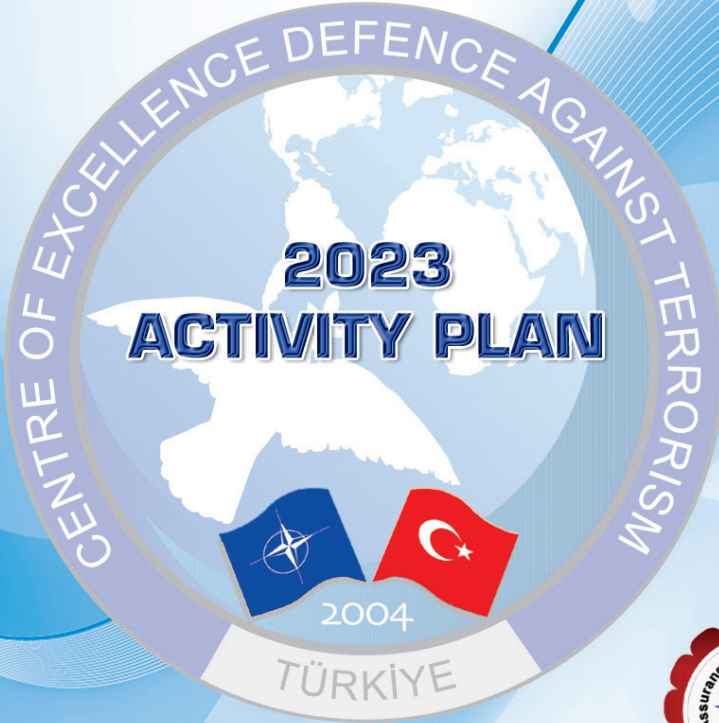 CENTRE OF EXCELLENCE DEFENCE AGAINST TERRORISM
2023
ACTIVITY PLAN
2004
TÜRKİYE